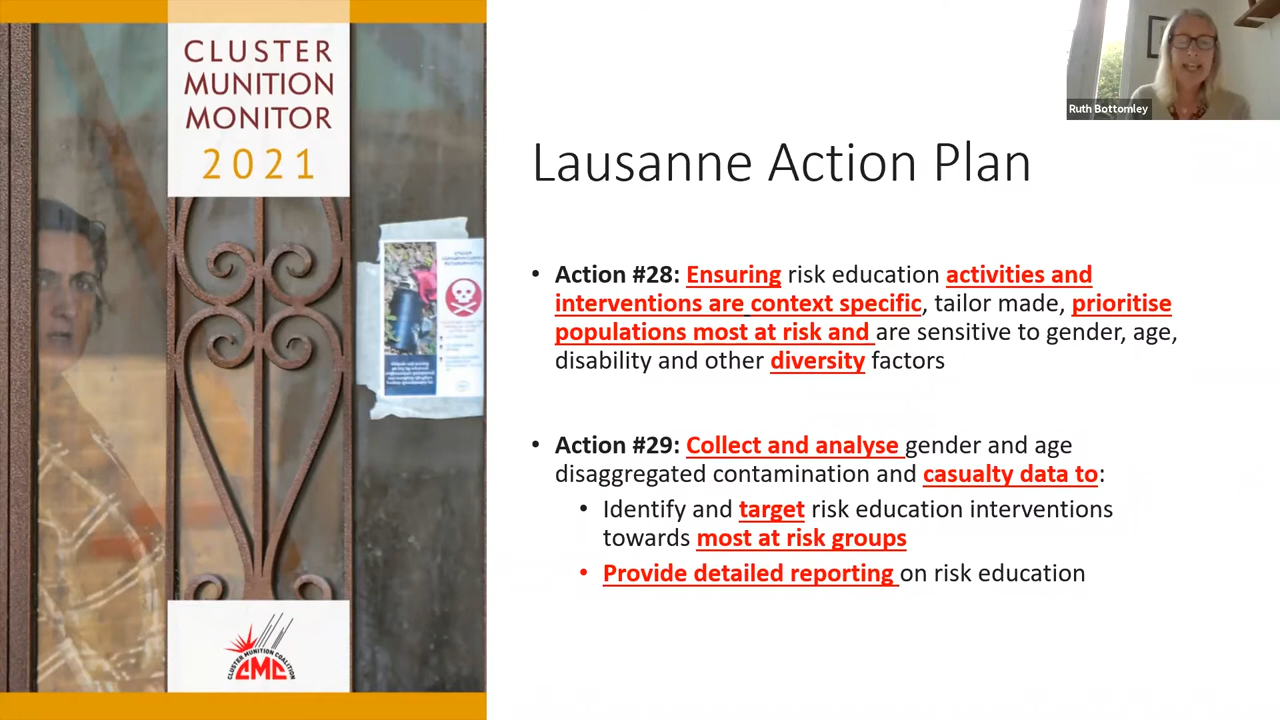 CLUSTER
MUNITION
MONITOR
2021
CLUSTER MUNITION COALITION
CMC
Ruth Bottomley
Lausanne Action Plan
• Action #28: Ensuring risk education activities and
interventions are context specific, tailor made, prioritise
populations most at risk and are sensitive to gender, age,
disability and other diversity factors
• Action #29: Collect and analyse gender and age
disaggregated contamination and casualty data to:
• Identify and target risk education interventions
towards most at risk groups
• Provide detailed reporting on risk education